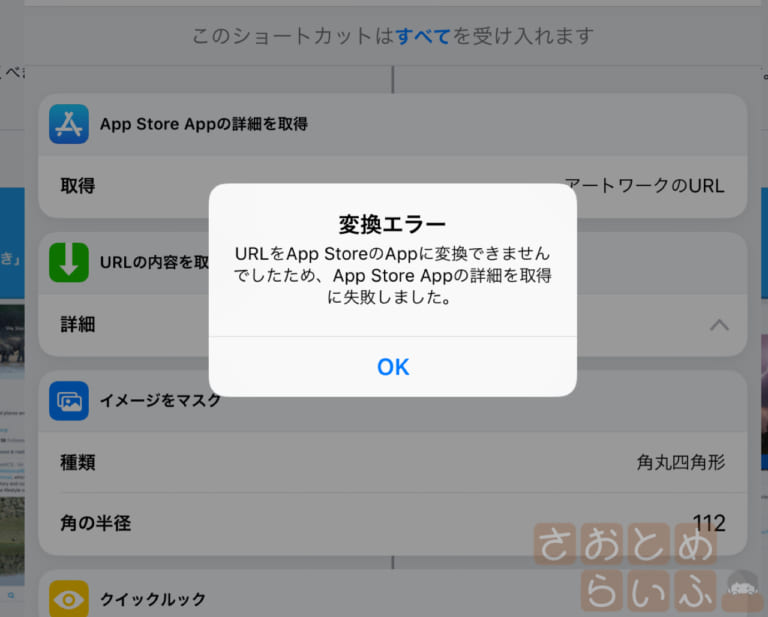 このショートカットはすべてを受け入れます
App Store Appの詳細を取得
取得
アートワークのURL
変換エラー
URLをApp StoreのAppに変換できません
でしたため、App Store Appの詳細を取得
に失敗しました。
OK
URLの内容を取
詳細
イメージをマスク
種類
角丸四角形
角の半径
112
クイックルック
さおとめ
らいふ